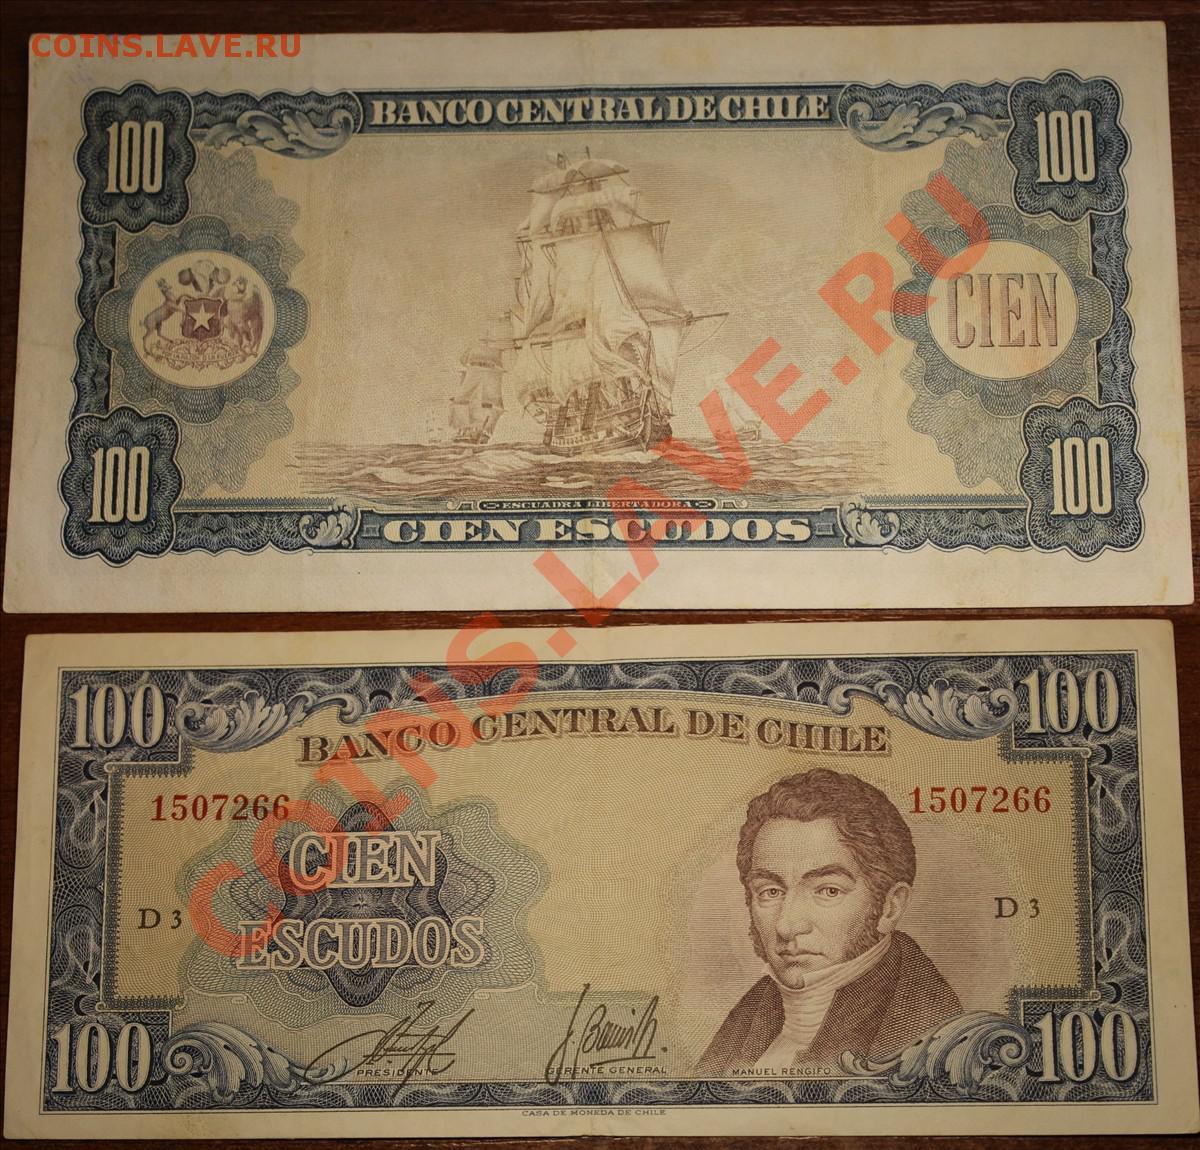 COINS.LAVE.RU
BANCO CENTRAL DE CHILE
100 100
CIEN
100 100
ESCUADRA LIBERTADORA
CIEN ESCUDOS
COINS.LAVE.RU
100 100
BANCO CENTRAL DE CHILE
1507266 1507266
CIEN
D 3 D 3
ESCUDOS
100 100
PRESIDENTE GERENTE GENERAL MANUEL RENGIFO
CASA DE MONEDA DE CHILE